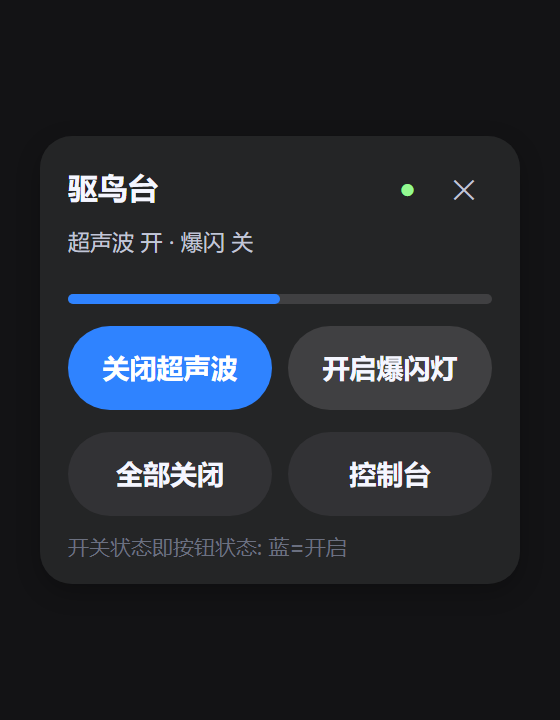 驱鸟台
超声波 开 · 爆闪 关
关闭超声波
开启爆闪灯
全部关闭
控制台
开关状态即按钮状态: 蓝=开启